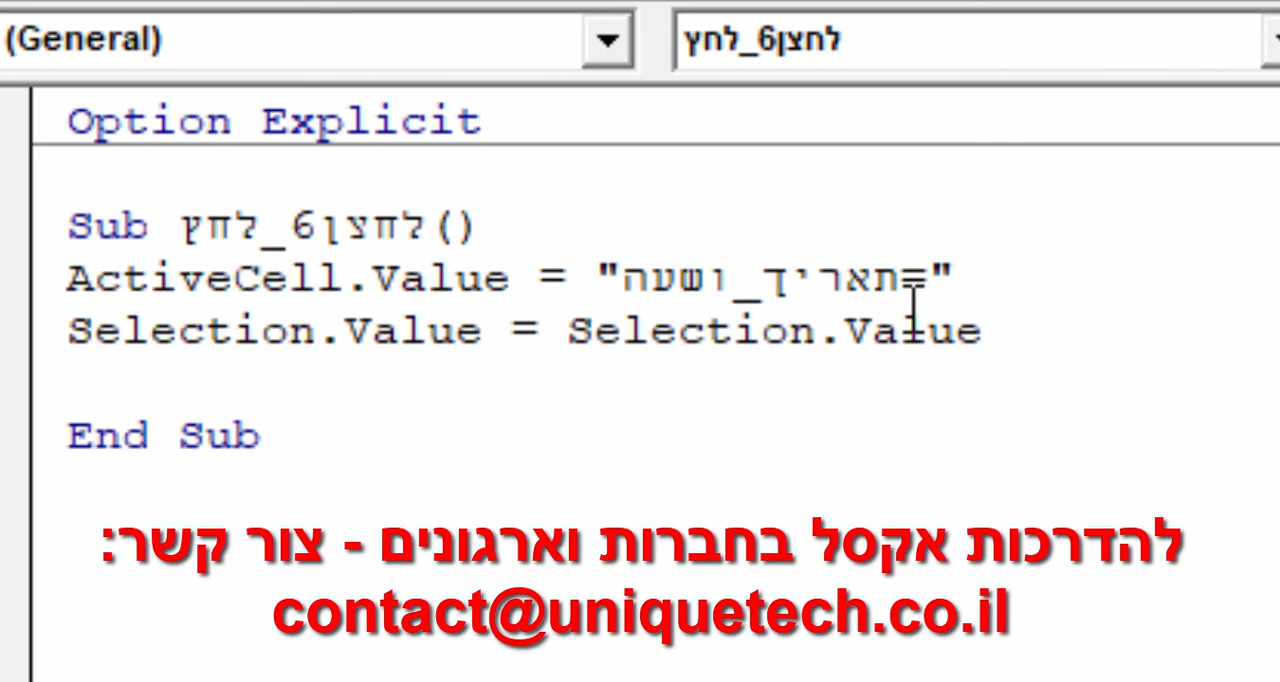 (General)
לחצן6_לחץ
Option Explicit
Sub לחצן6_לחץ()
ActiveCell.Value = "=תאריך_ושעה"
Selection.Value = Selection.Value
End Sub
להדרכות אקסל בחברות וארגונים - צור קשר:
contact@uniquetech.co.il